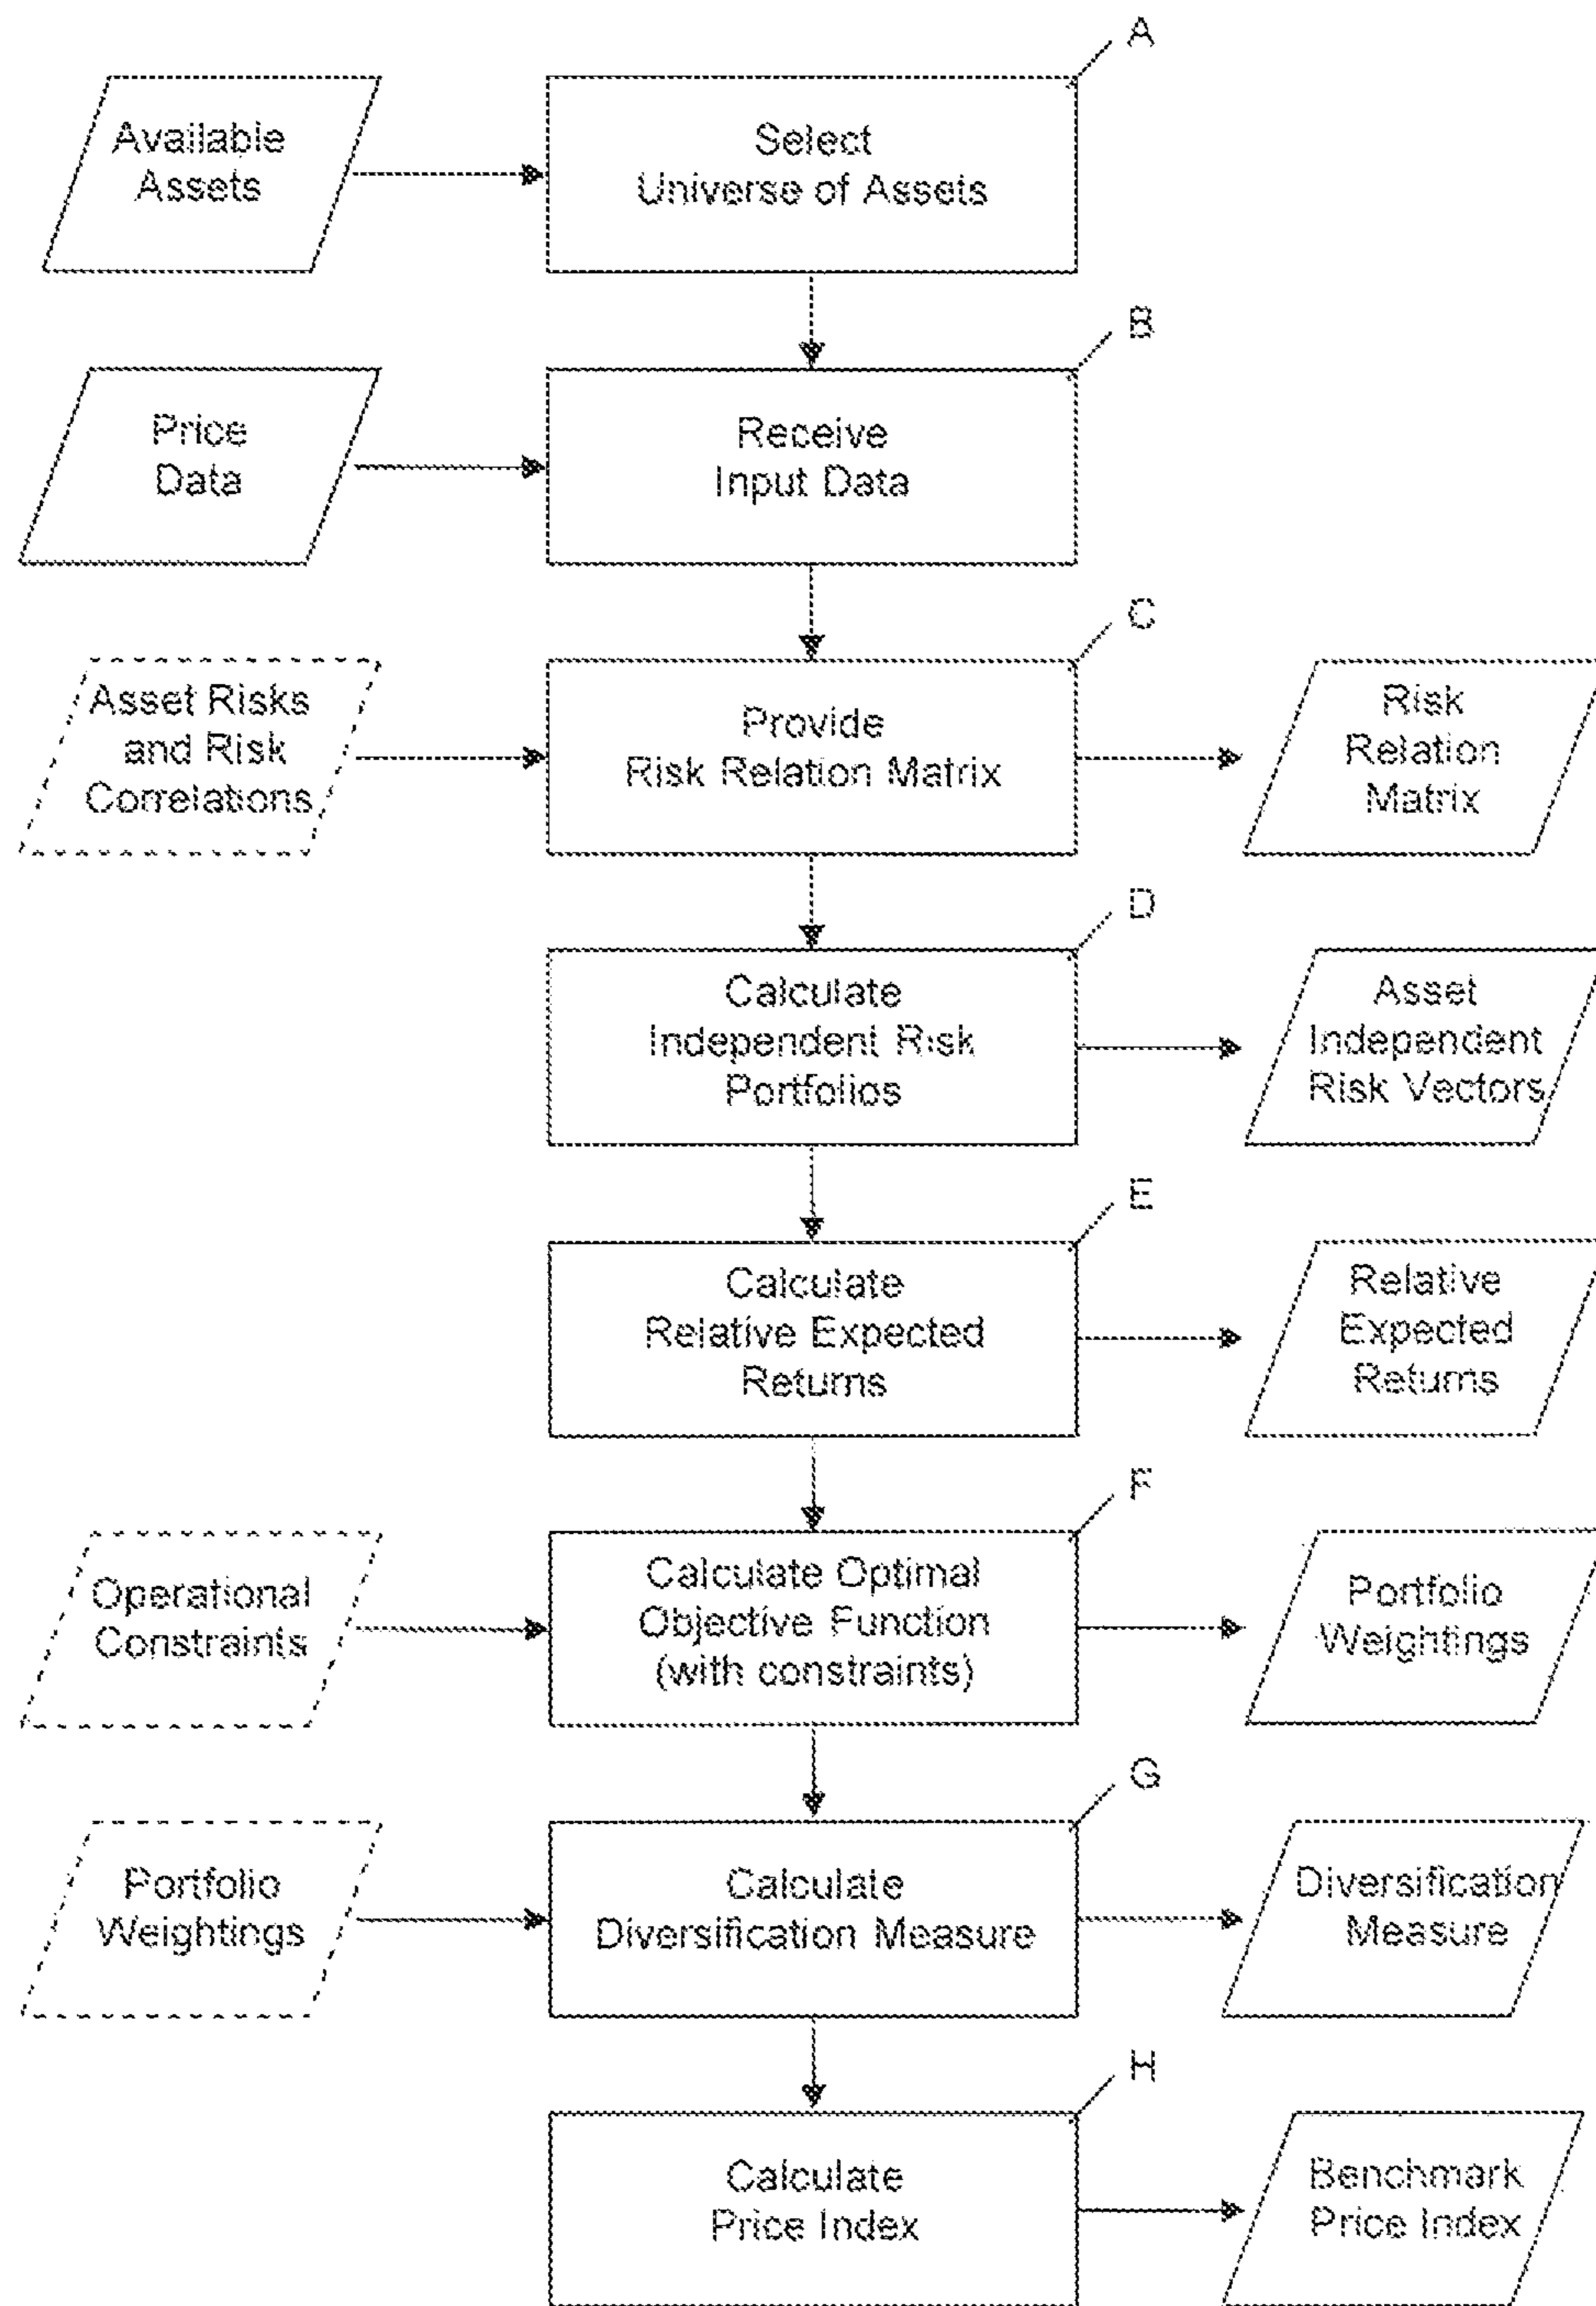 A
Available
Assets
Select
Universe of Assets
B
Price
Data
Receive
Input Data
C
Asset Risks
and Risk
Correlations
Provide
Risk Relation Matrix
Risk
Relation
Matrix
D
Calculate
Independent Risk
Portfolios
Asset
Independent
Risk Vectors
E
Calculate
Relative Expected
Returns
Relative
Expected
Returns
F
Operational
Constraints
Calculate Optimal
Objective Function
(with constraints)
Portfolio
Weightings
G
Portfolio
Weightings
Calculate
Diversification Measure
Diversification
Measure
H
Calculate
Price Index
Benchmark
Price Index